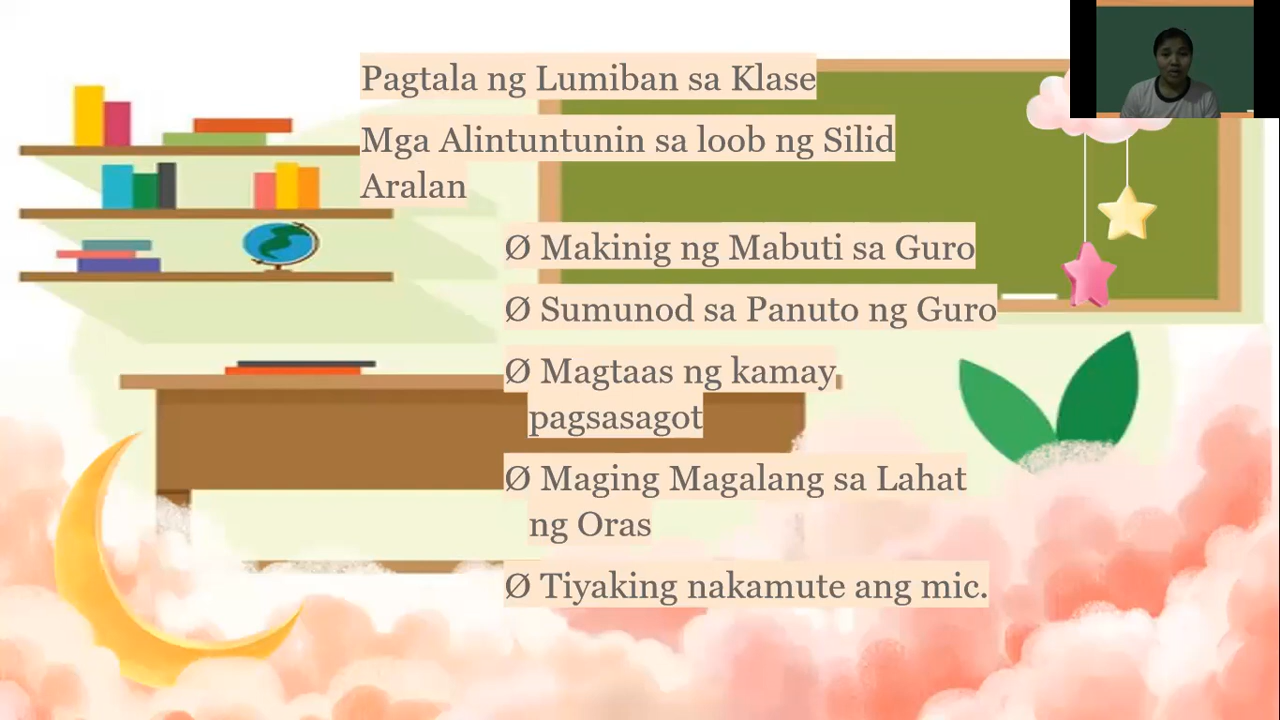 Pagtala ng Lumiban sa Klase
Mga Alintuntunin sa loob ng Silid
Aralan
Ø Makinig ng Mabuti sa Guro
Ø Sumunod sa Panuto ng Guro
Ø Magtaas ng kamay,
pagsasagot
Ø Maging Magalang sa Lahat
ng Oras
Ø Tiyaking nakamute ang mic.